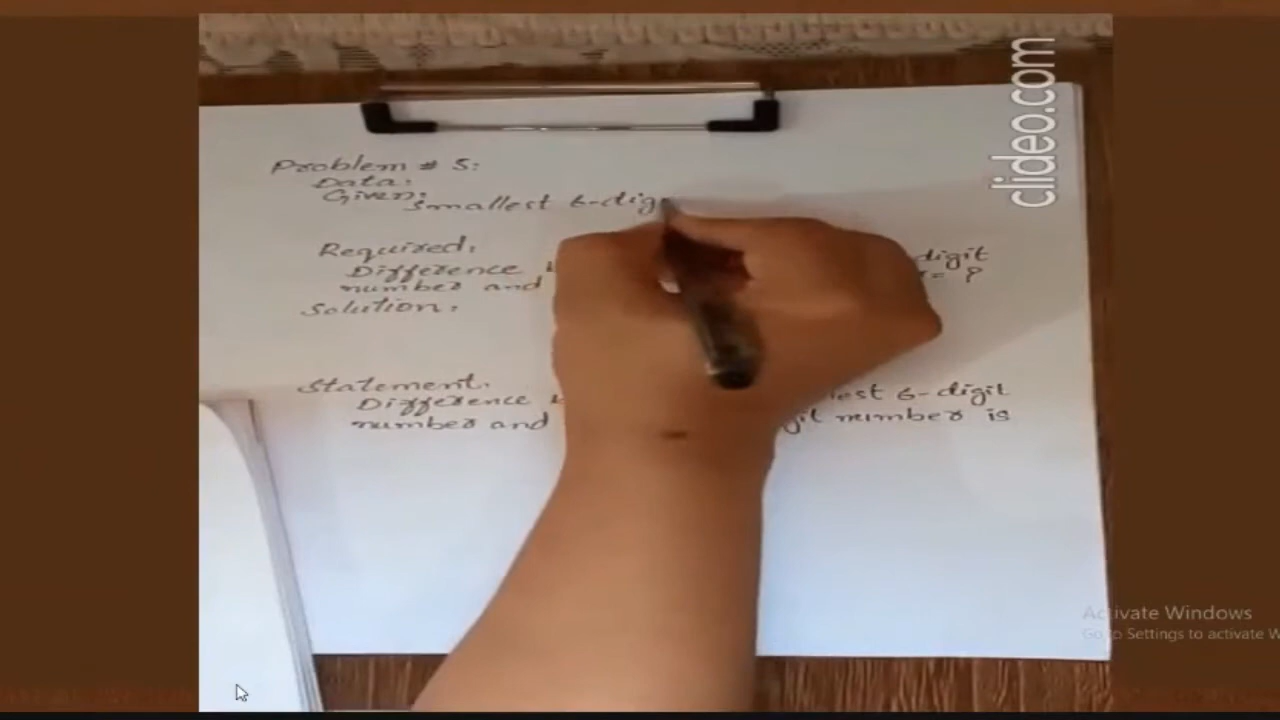 Problem # 5:
Data:
Given:
Smallest 6-dig
Required:
Difference digit
number and = ?
Solution:
Statement:
Difference 6-digit
number and number is
clideo.com
Activate Windows
Go to Settings to activate W